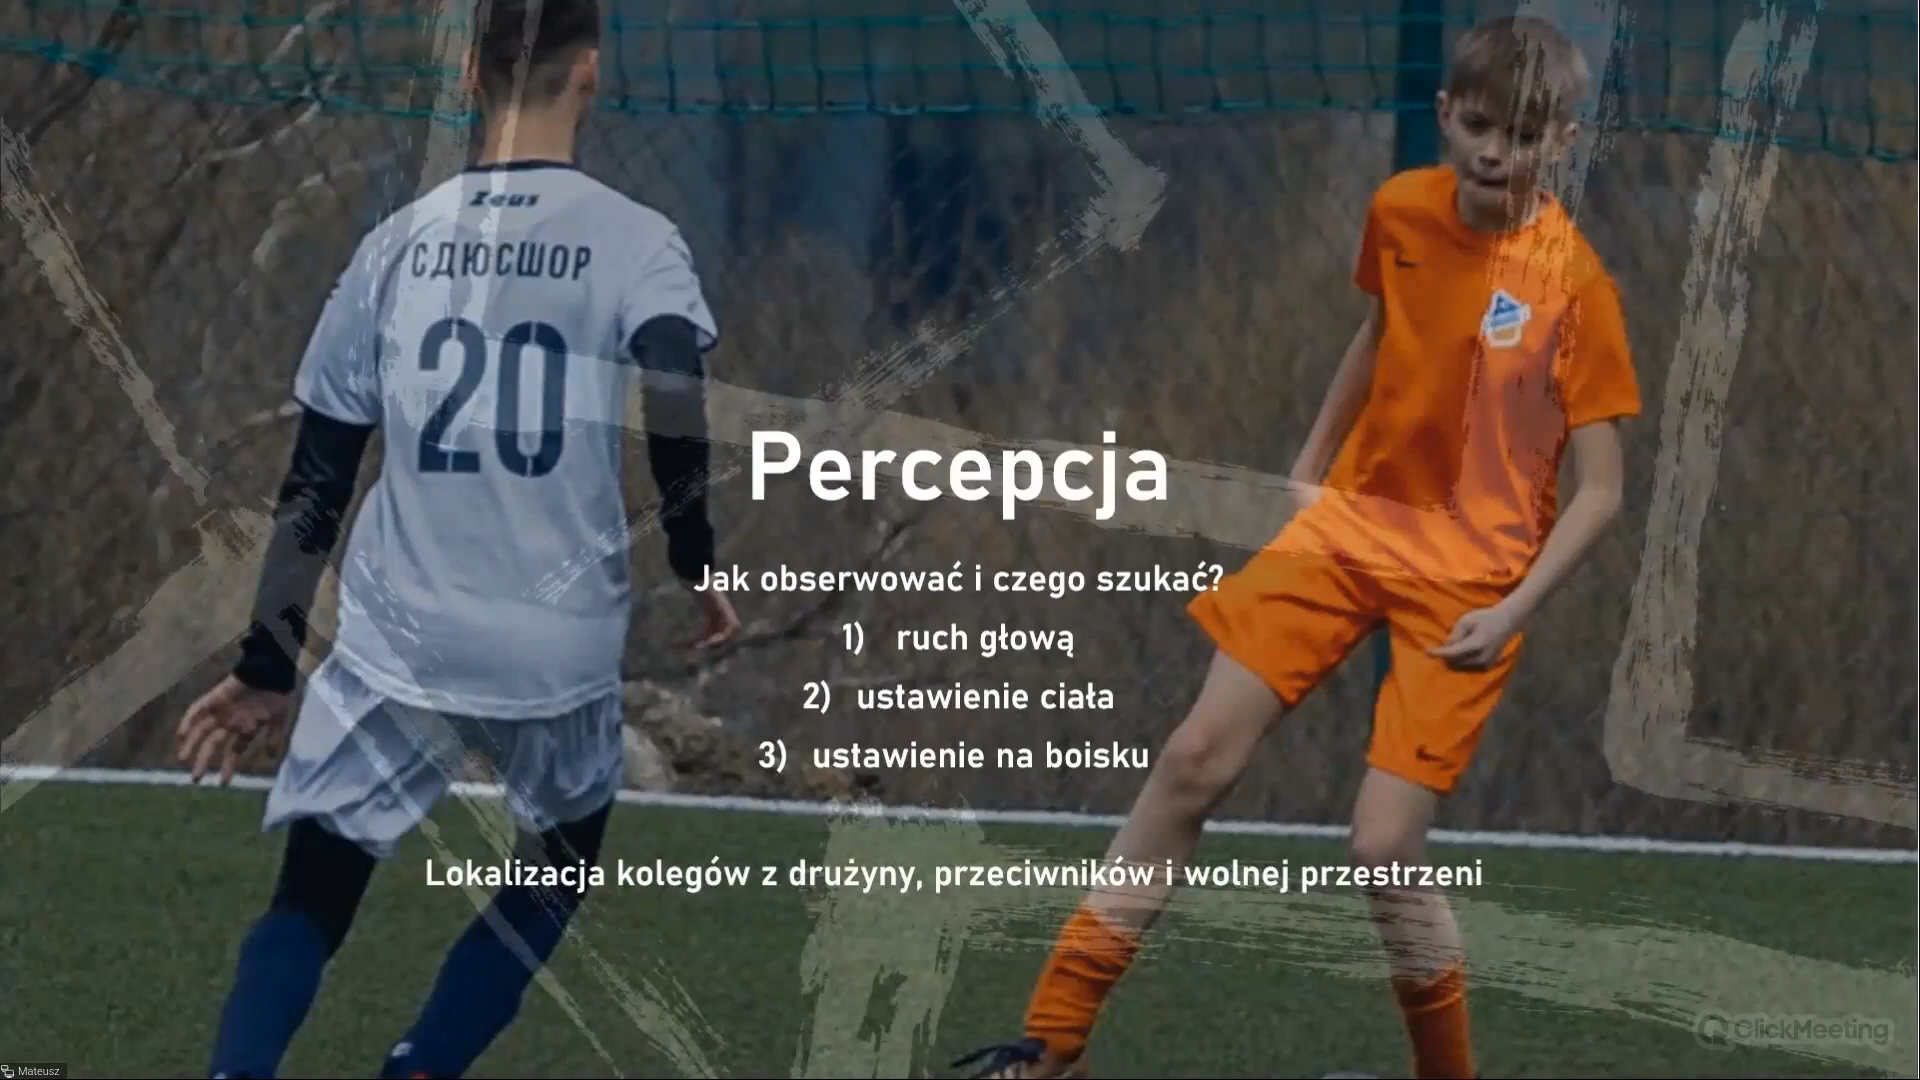 Zeus
СДЮСШОР
20
Percepcja
Jak obserwować i czego szukać?
1) ruch głową
2) ustawienie ciała
3) ustawienie na boisku
Lokalizacja kolegów z drużyny, przeciwników i wolnej przestrzeni
ClickMeeting
Mateusz